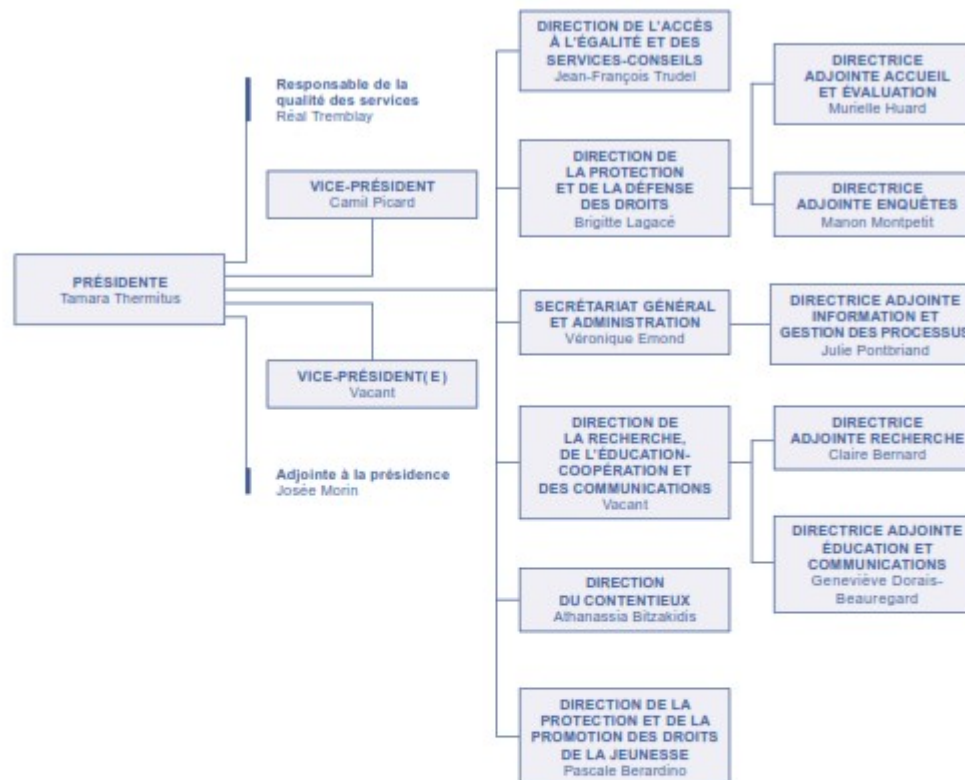 PRÉSIDENTE
Tamara Thermitus
Responsable de la
qualité des services
Réal Tremblay
VICE-PRÉSIDENT
Camil Picard
VICE-PRÉSIDENT(E)
Vacant
Adjointe à la présidence
Josée Morin
DIRECTION DE L'ACCÈS
À L'ÉGALITÉ ET DES
SERVICES-CONSEILS
Jean-François Trudel
DIRECTION DE
LA PROTECTION
ET DE LA DÉFENSE
DES DROITS
Brigitte Lagacé
DIRECTRICE
ADJOINTE ACCUEIL
ET ÉVALUATION
Murielle Huard
DIRECTRICE
ADJOINTE ENQUÊTES
Manon Montpetit
SECRÉTARIAT GÉNÉRAL
ET ADMINISTRATION
Véronique Emond
DIRECTRICE ADJOINTE
INFORMATION ET
GESTION DES PROCESSUS
Julie Pontbriand
DIRECTION DE
LA RECHERCHE,
DE L'ÉDUCATION-
COOPÉRATION ET
DES COMMUNICATIONS
Vacant
DIRECTRICE
ADJOINTE RECHERCHE
Claire Bernard
DIRECTRICE ADJOINTE
ÉDUCATION ET
COMMUNICATIONS
Geneviève Dorais-
Beauregard
DIRECTION
DU CONTENTIEUX
Athanassia Bitzakidis
DIRECTION DE LA
PROTECTION ET DE LA
PROMOTION DES DROITS
DE LA JEUNESSE
Pascale Berardino